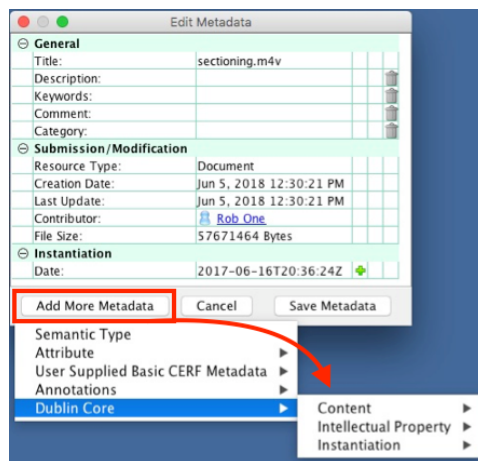 Edit Metadata
General
Title: sectioning.m4v
Description:
Keywords:
Comment:
Category:
Submission/Modification
Resource Type: Document
Creation Date: Jun 5, 2018 12:30:21 PM
Last Update: Jun 5, 2018 12:30:21 PM
Contributor: Rob One
File Size: 57671464 Bytes
Instantiation
Date: 2017-06-16T20:36:24Z
Add More Metadata Cancel Save Metadata
Semantic Type
Attribute
User Supplied Basic CERF Metadata
Annotations
Dublin Core
Content
Intellectual Property
Instantiation